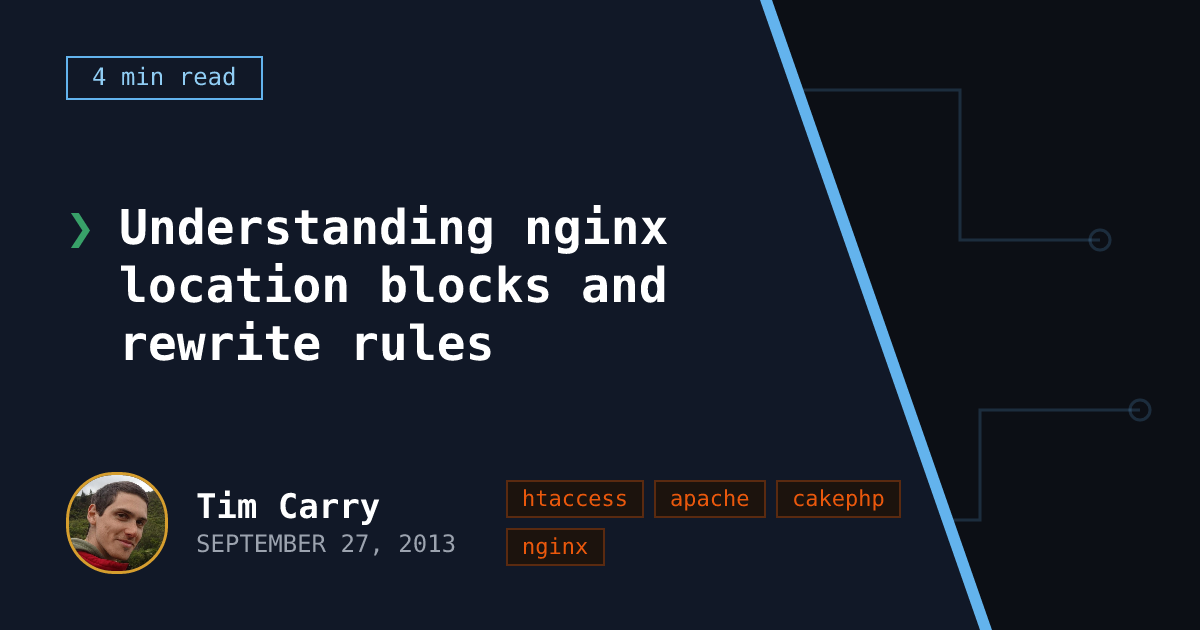 4 min read
❯ Understanding nginx
location blocks and
rewrite rules
Tim Carry
SEPTEMBER 27, 2013
htaccess apache cakephp
nginx